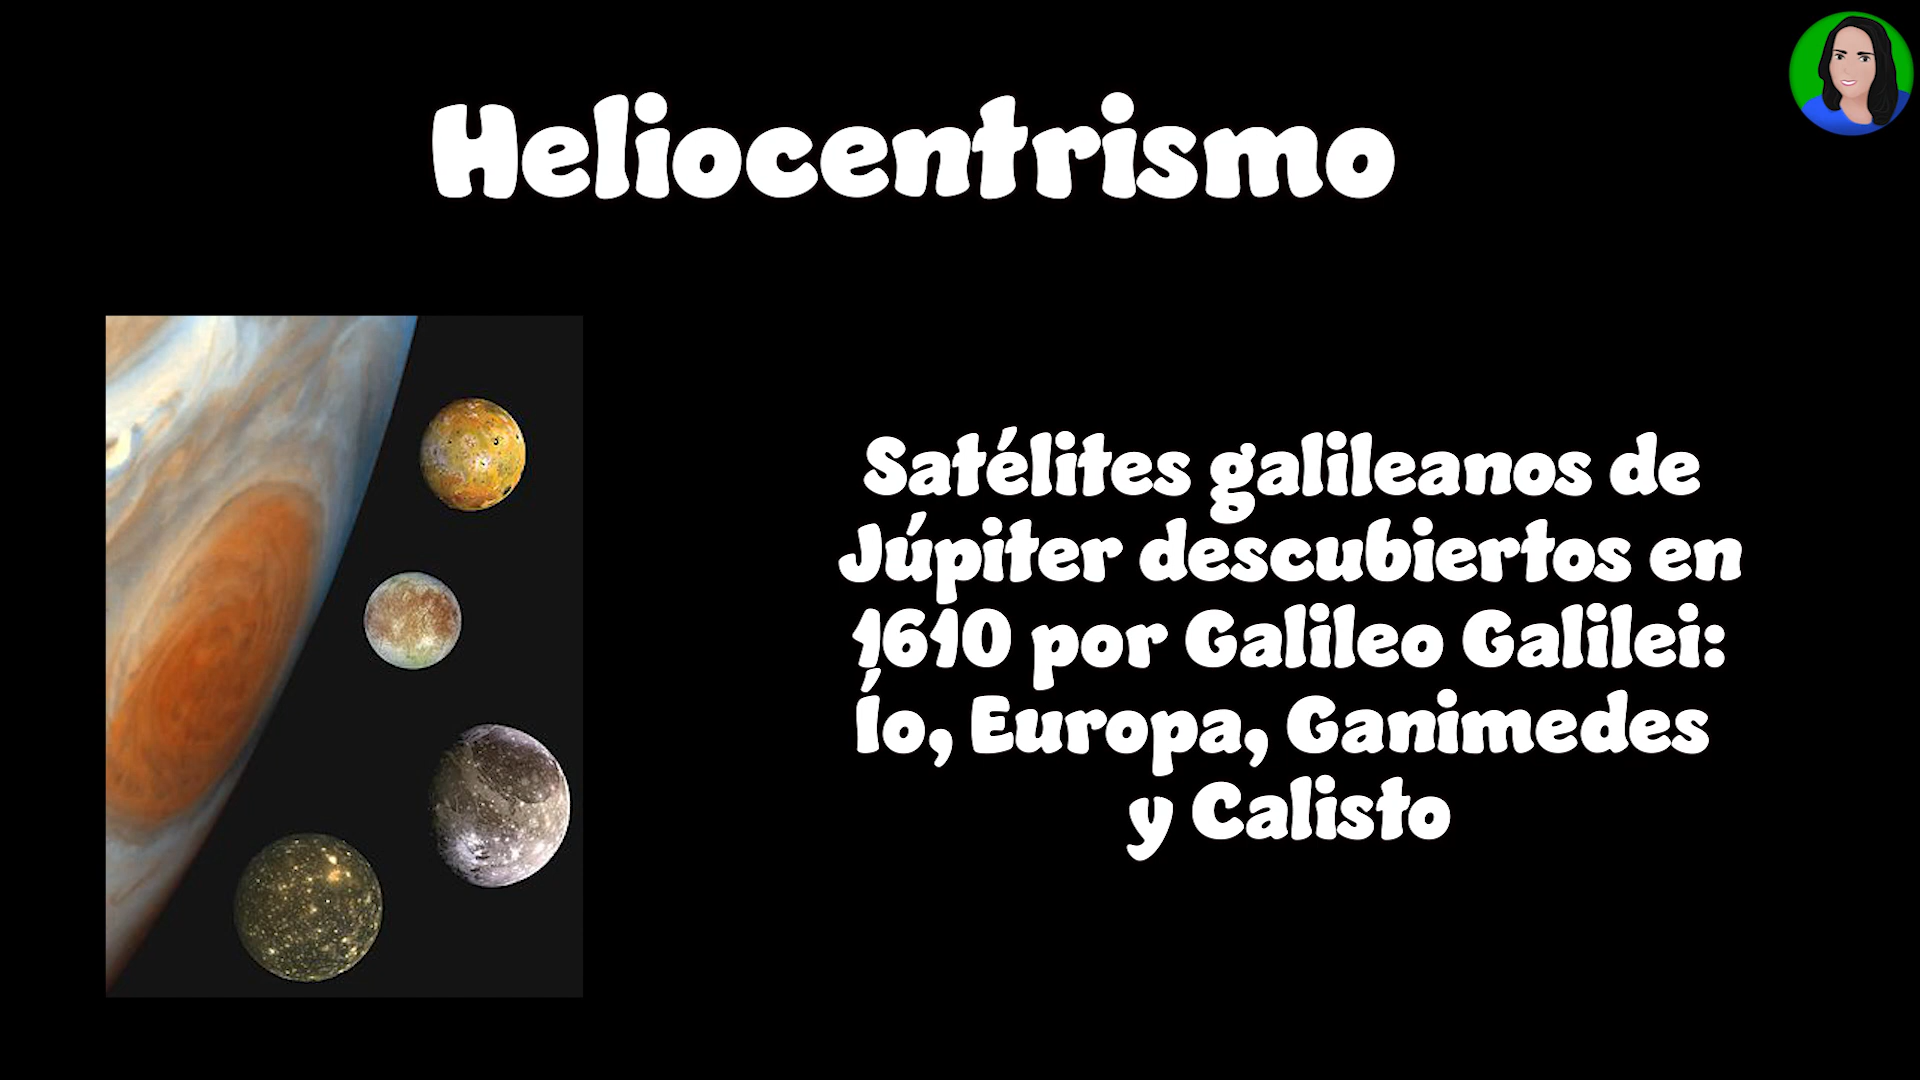 Heliocentrismo
Satélites galileanos de
Júpiter descubiertos en
1610 por Galileo Galilei:
Ío, Europa, Ganimedes
y Calisto